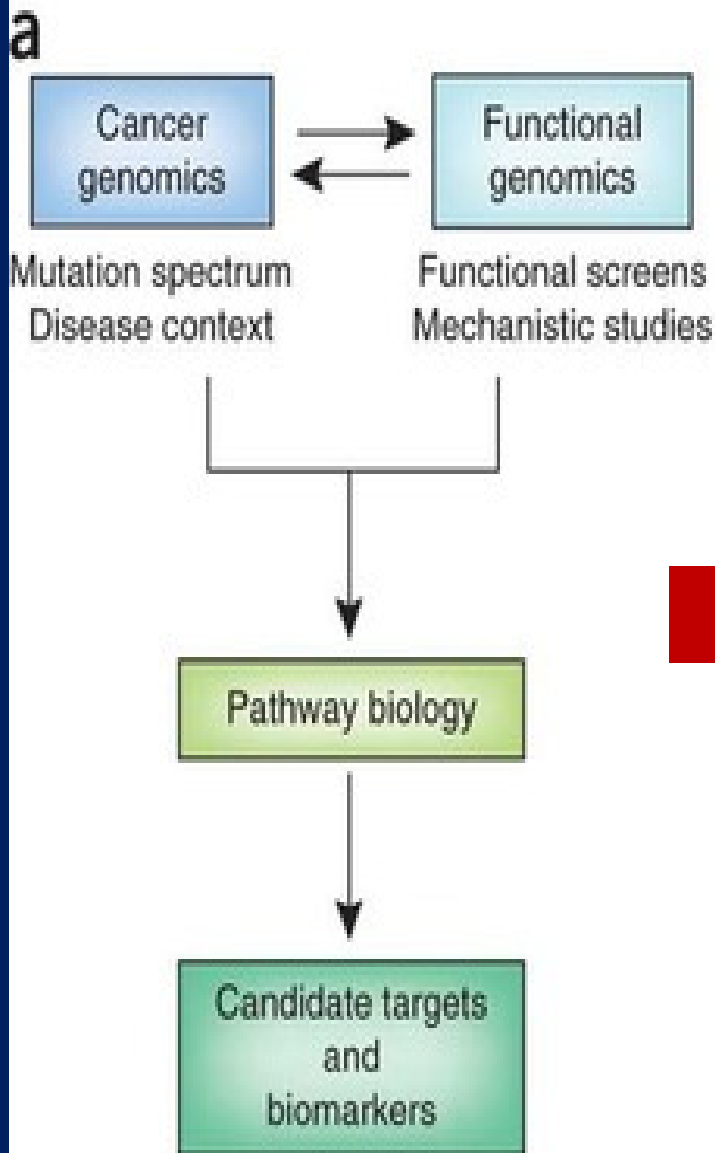 a
Cancer
genomics
Functional
genomics
Mutation spectrum
Disease context
Functional screens
Mechanistic studies
Pathway biology
Candidate targets
and
biomarkers